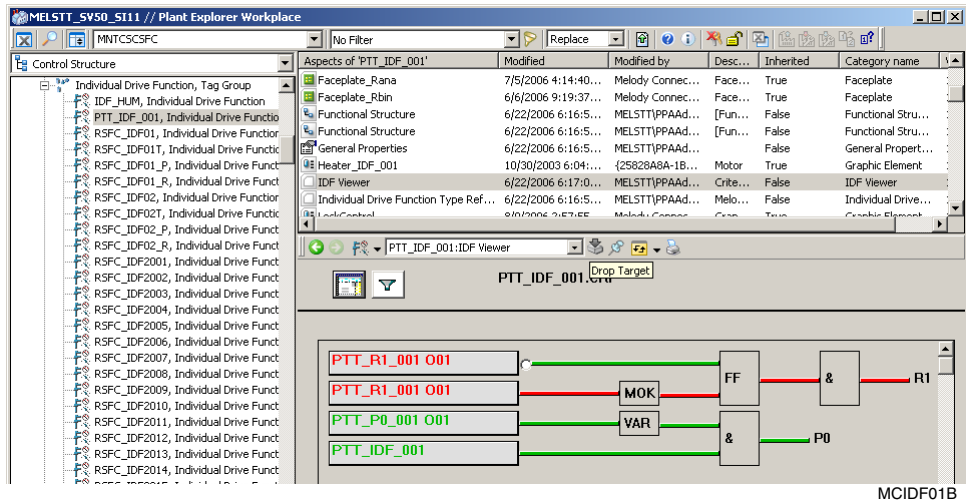 MELSTT_SV50_SI11 // Plant Explorer Workplace
MNTCSCSFC
No Filter
Replace
Control Structure
Individual Drive Function, Tag Group
IDF_HUM, Individual Drive Function
PTT_IDF_001, Individual Drive Functio
RSFC_IDF01, Individual Drive Function
RSFC_IDF01T, Individual Drive Functic
RSFC_IDF01_P, Individual Drive Funct
RSFC_IDF01_R, Individual Drive Funct
RSFC_IDF02, Individual Drive Function
RSFC_IDF02T, Individual Drive Functic
RSFC_IDF02_P, Individual Drive Funct
RSFC_IDF02_R, Individual Drive Funct
RSFC_IDF2001, Individual Drive Funct
RSFC_IDF2002, Individual Drive Funct
RSFC_IDF2003, Individual Drive Funct
RSFC_IDF2004, Individual Drive Funct
RSFC_IDF2005, Individual Drive Funct
RSFC_IDF2006, Individual Drive Funct
RSFC_IDF2007, Individual Drive Funct
RSFC_IDF2008, Individual Drive Funct
RSFC_IDF2009, Individual Drive Funct
RSFC_IDF2010, Individual Drive Funct
RSFC_IDF2011, Individual Drive Funct
RSFC_IDF2012, Individual Drive Funct
RSFC_IDF2013, Individual Drive Funct
RSFC_IDF2014, Individual Drive Funct
Aspects of 'PTT_IDF_001' Modified Modified by Desc... Inherited Category name
Faceplate_Rana 7/5/2006 4:14:40... Melody Connec... Face... True Faceplate
Faceplate_Rbin 6/6/2006 9:19:37... Melody Connec... Face... True Faceplate
Functional Structure 6/22/2006 6:16:5... MELSTT\PPAAd... [Fun... False Functional Stru...
Functional Structure 6/22/2006 6:16:5... MELSTT\PPAAd... [Fun... False Functional Stru...
General Properties 6/22/2006 6:16:5... MELSTT\PPAAd... False General Propert...
Heater_IDF_001 10/30/2003 6:04:... {25828A8A-1B... Motor True Graphic Element
IDF Viewer 6/22/2006 6:17:0... MELSTT\PPAAd... Crite... False IDF Viewer
Individual Drive Function Type Ref... 6/22/2006 6:16:5... MELSTT\PPAAd... Melo... False Individual Drive...
PTT_IDF_001:IDF Viewer
Drop Target
PTT_IDF_001.CRP
PTT_R1_001 O01
PTT_R1_001 O01
MOK
FF
&
R1
PTT_P0_001 O01
VAR
PTT_IDF_001
&
P0
MCIDF01B